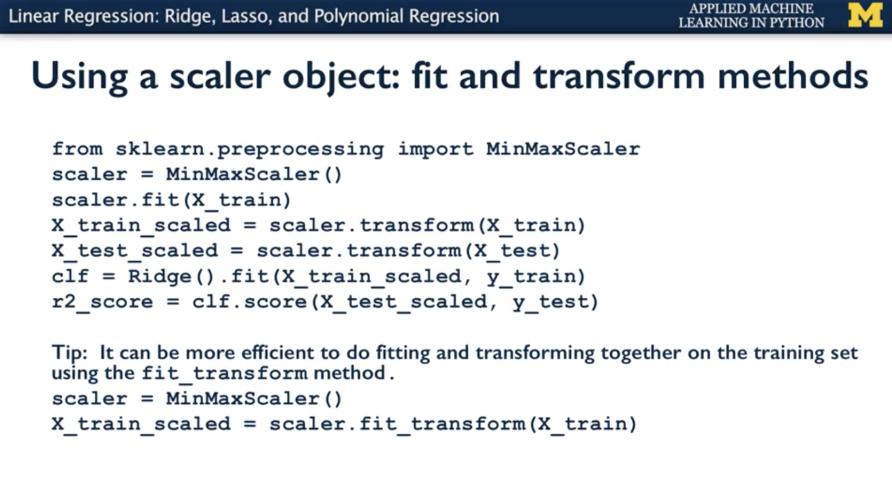 Linear Regression: Ridge, Lasso, and Polynomial Regression
APPLIED MACHINE
LEARNING IN PYTHON
M
Using a scaler object: fit and transform methods
from sklearn.preprocessing import MinMaxScaler
scaler = MinMaxScaler()
scaler.fit(X_train)
X_train_scaled = scaler.transform(X_train)
X_test_scaled = scaler.transform(X_test)
clf = Ridge().fit(X_train_scaled, y_train)
r2_score = clf.score(X_test_scaled, y_test)
Tip: It can be more efficient to do fitting and transforming together on the training set
using the fit_transform method.
scaler = MinMaxScaler()
X_train_scaled = scaler.fit_transform(X_train)